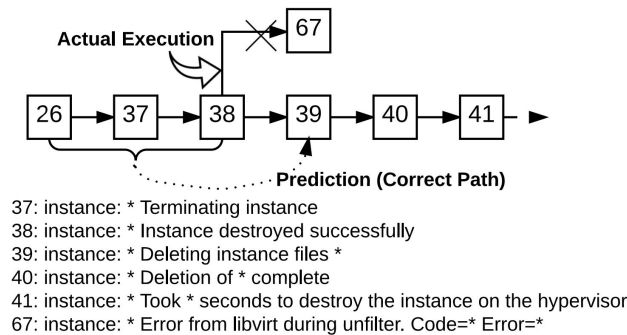 67
Actual Execution
26 37 38 39 40 41
Prediction (Correct Path)
37: instance: * Terminating instance
38: instance: * Instance destroyed successfully
39: instance: * Deleting instance files *
40: instance: * Deletion of * complete
41: instance: * Took * seconds to destroy the instance on the hypervisor
67: instance: * Error from libvirt during unfilter. Code=* Error=*